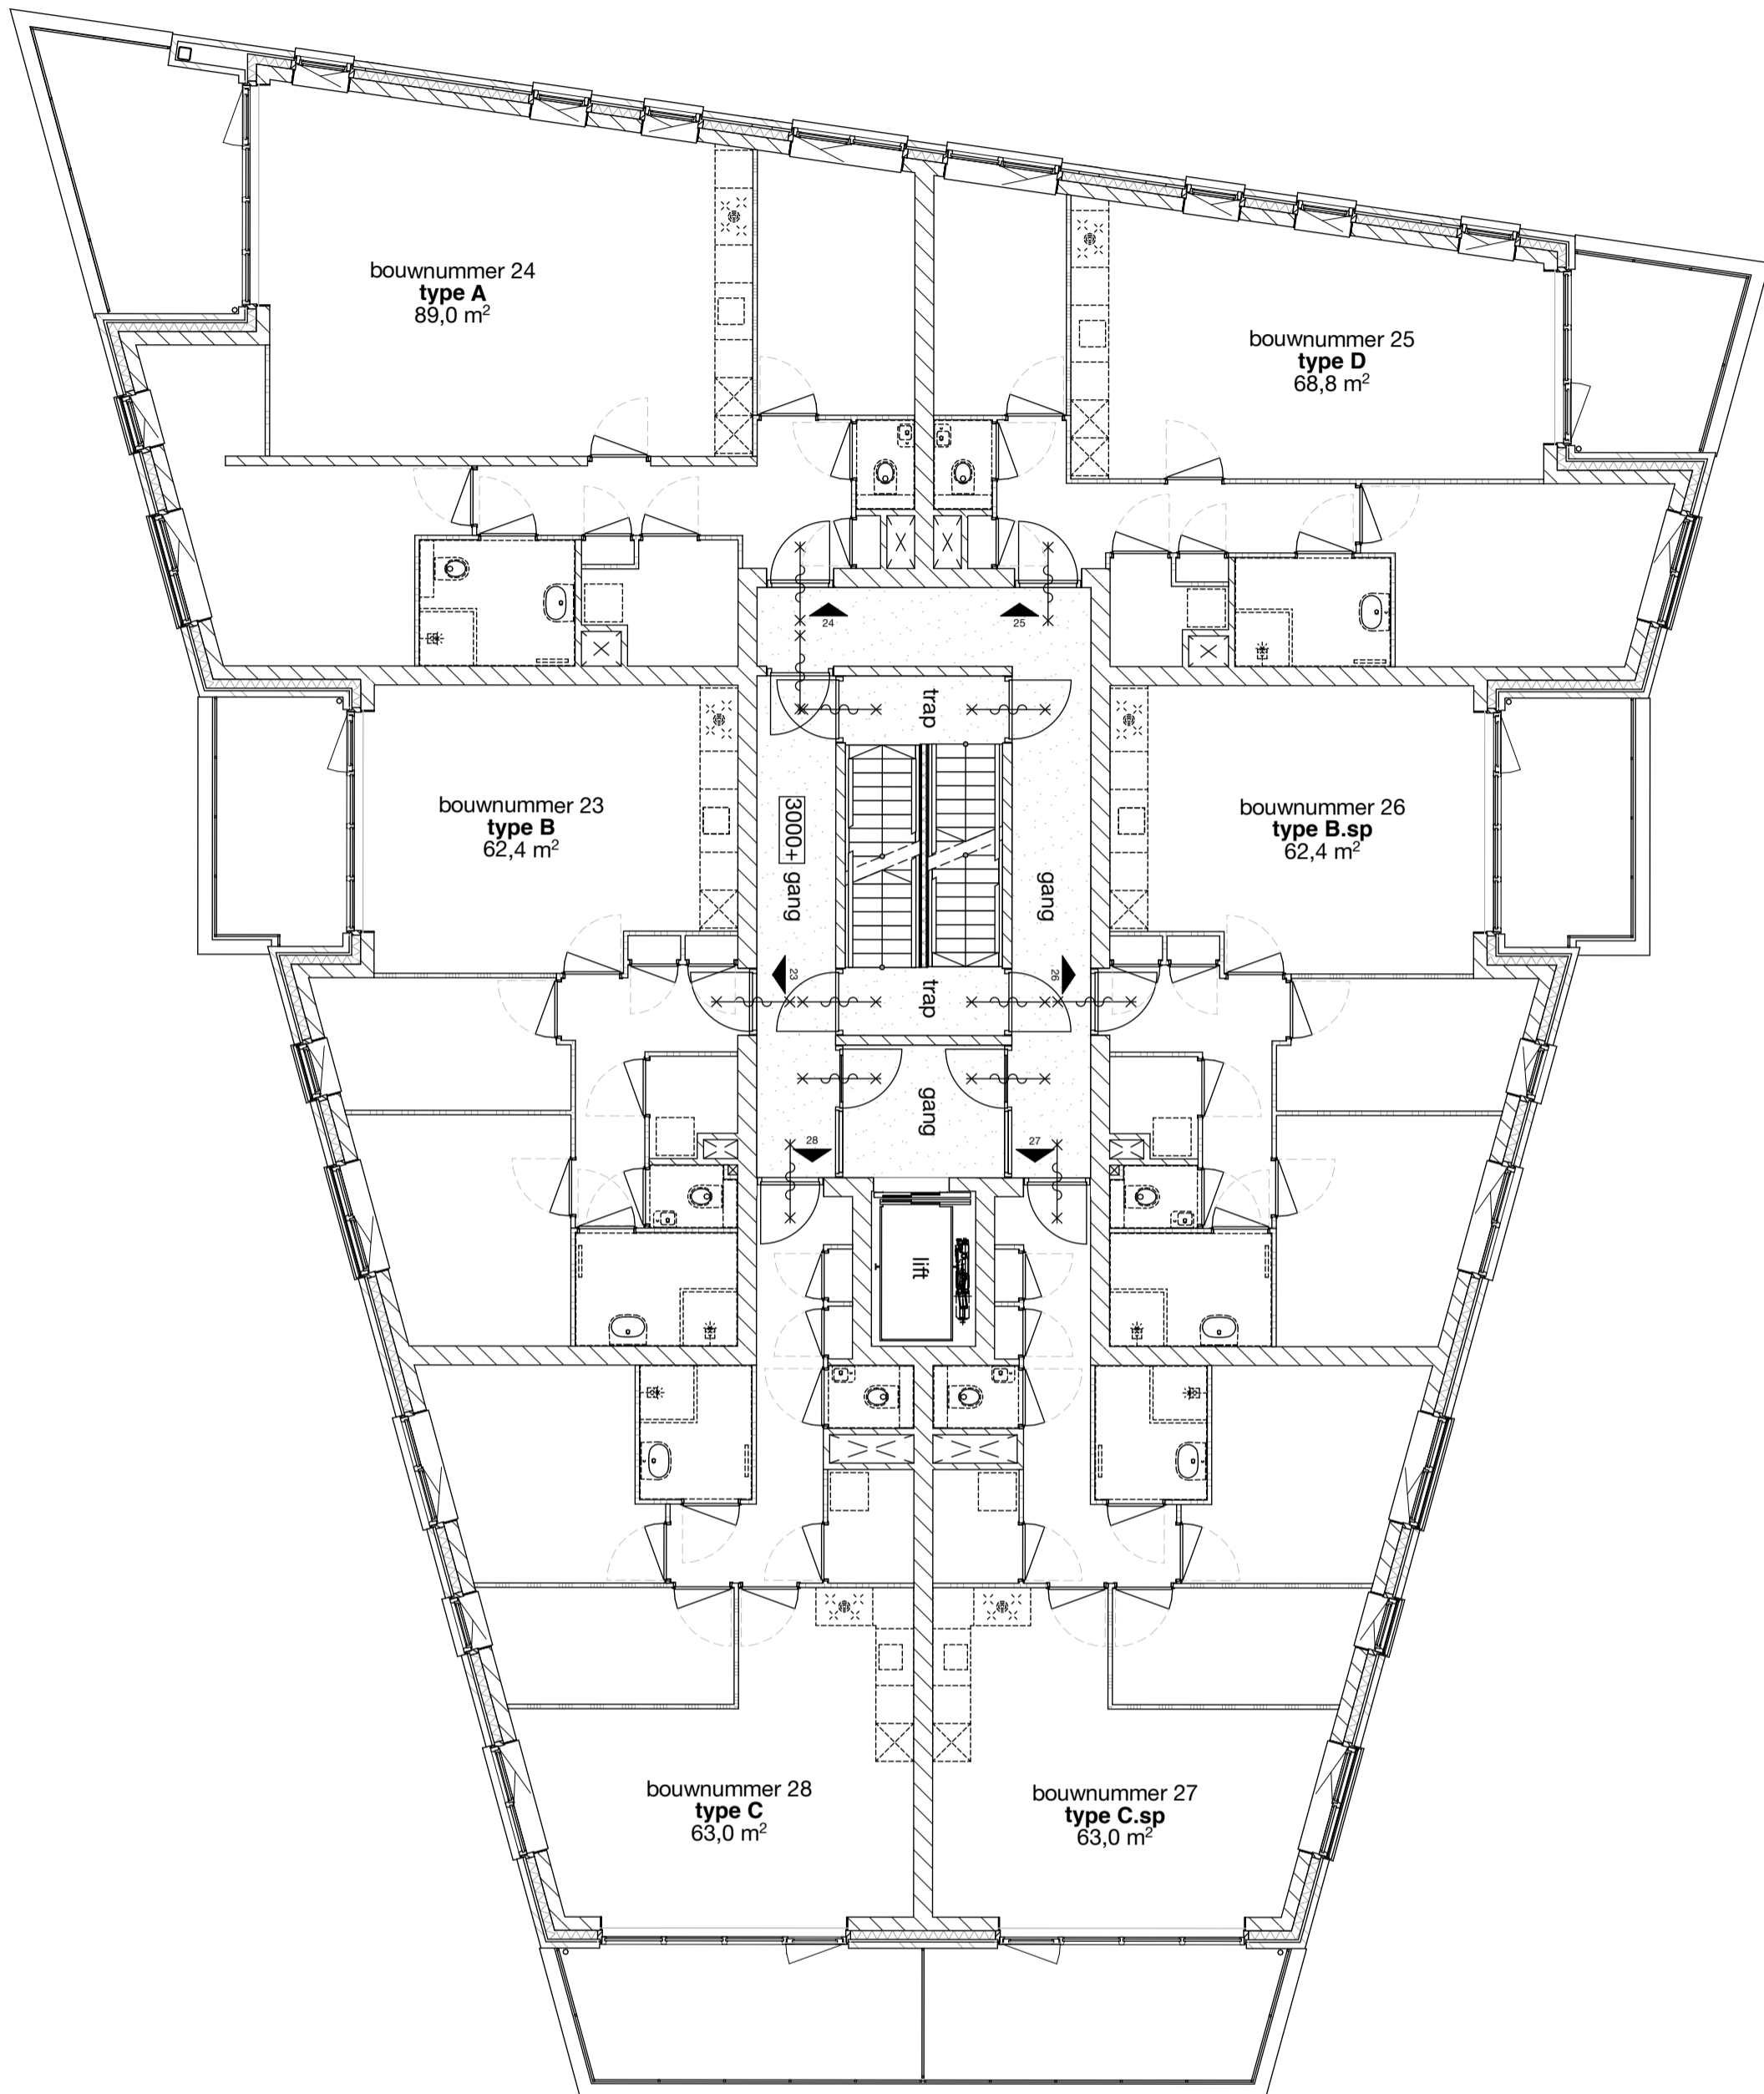 bouwnummer 24
type A
89,0 m²
bouwnummer 25
type D
68,8 m²
24
25
trap
bouwnummer 23
type B
62,4 m²
3000+
gang
gang
bouwnummer 26
type B.sp
62,4 m²
23
26
trap
gang
28
27
lift
bouwnummer 28
type C
63,0 m²
bouwnummer 27
type C.sp
63,0 m²